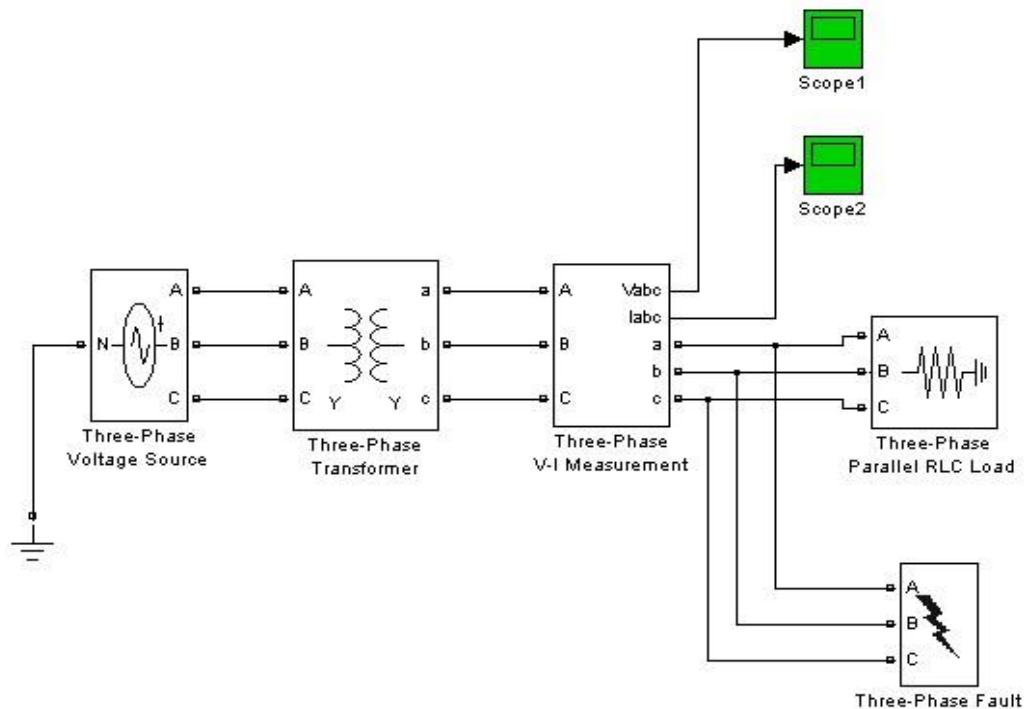 Scope1
Scope2
N
A
B
C
Three-Phase
Voltage Source
A
B
C
a
b
c
Y Y
Three-Phase
Transformer
A
B
C
Vabc
Iabc
a
b
c
Three-Phase
V-I Measurement
A
B
C
Three-Phase
Parallel RLC Load
A
B
C
Three-Phase Fault